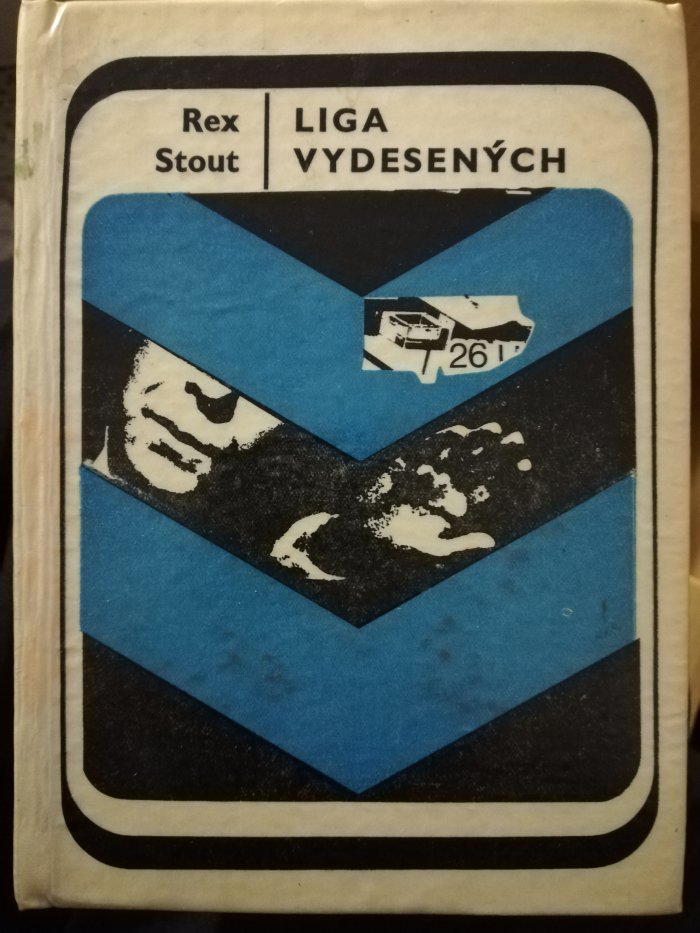 Rex
Stout
LIGA
VYDESENÝCH
26